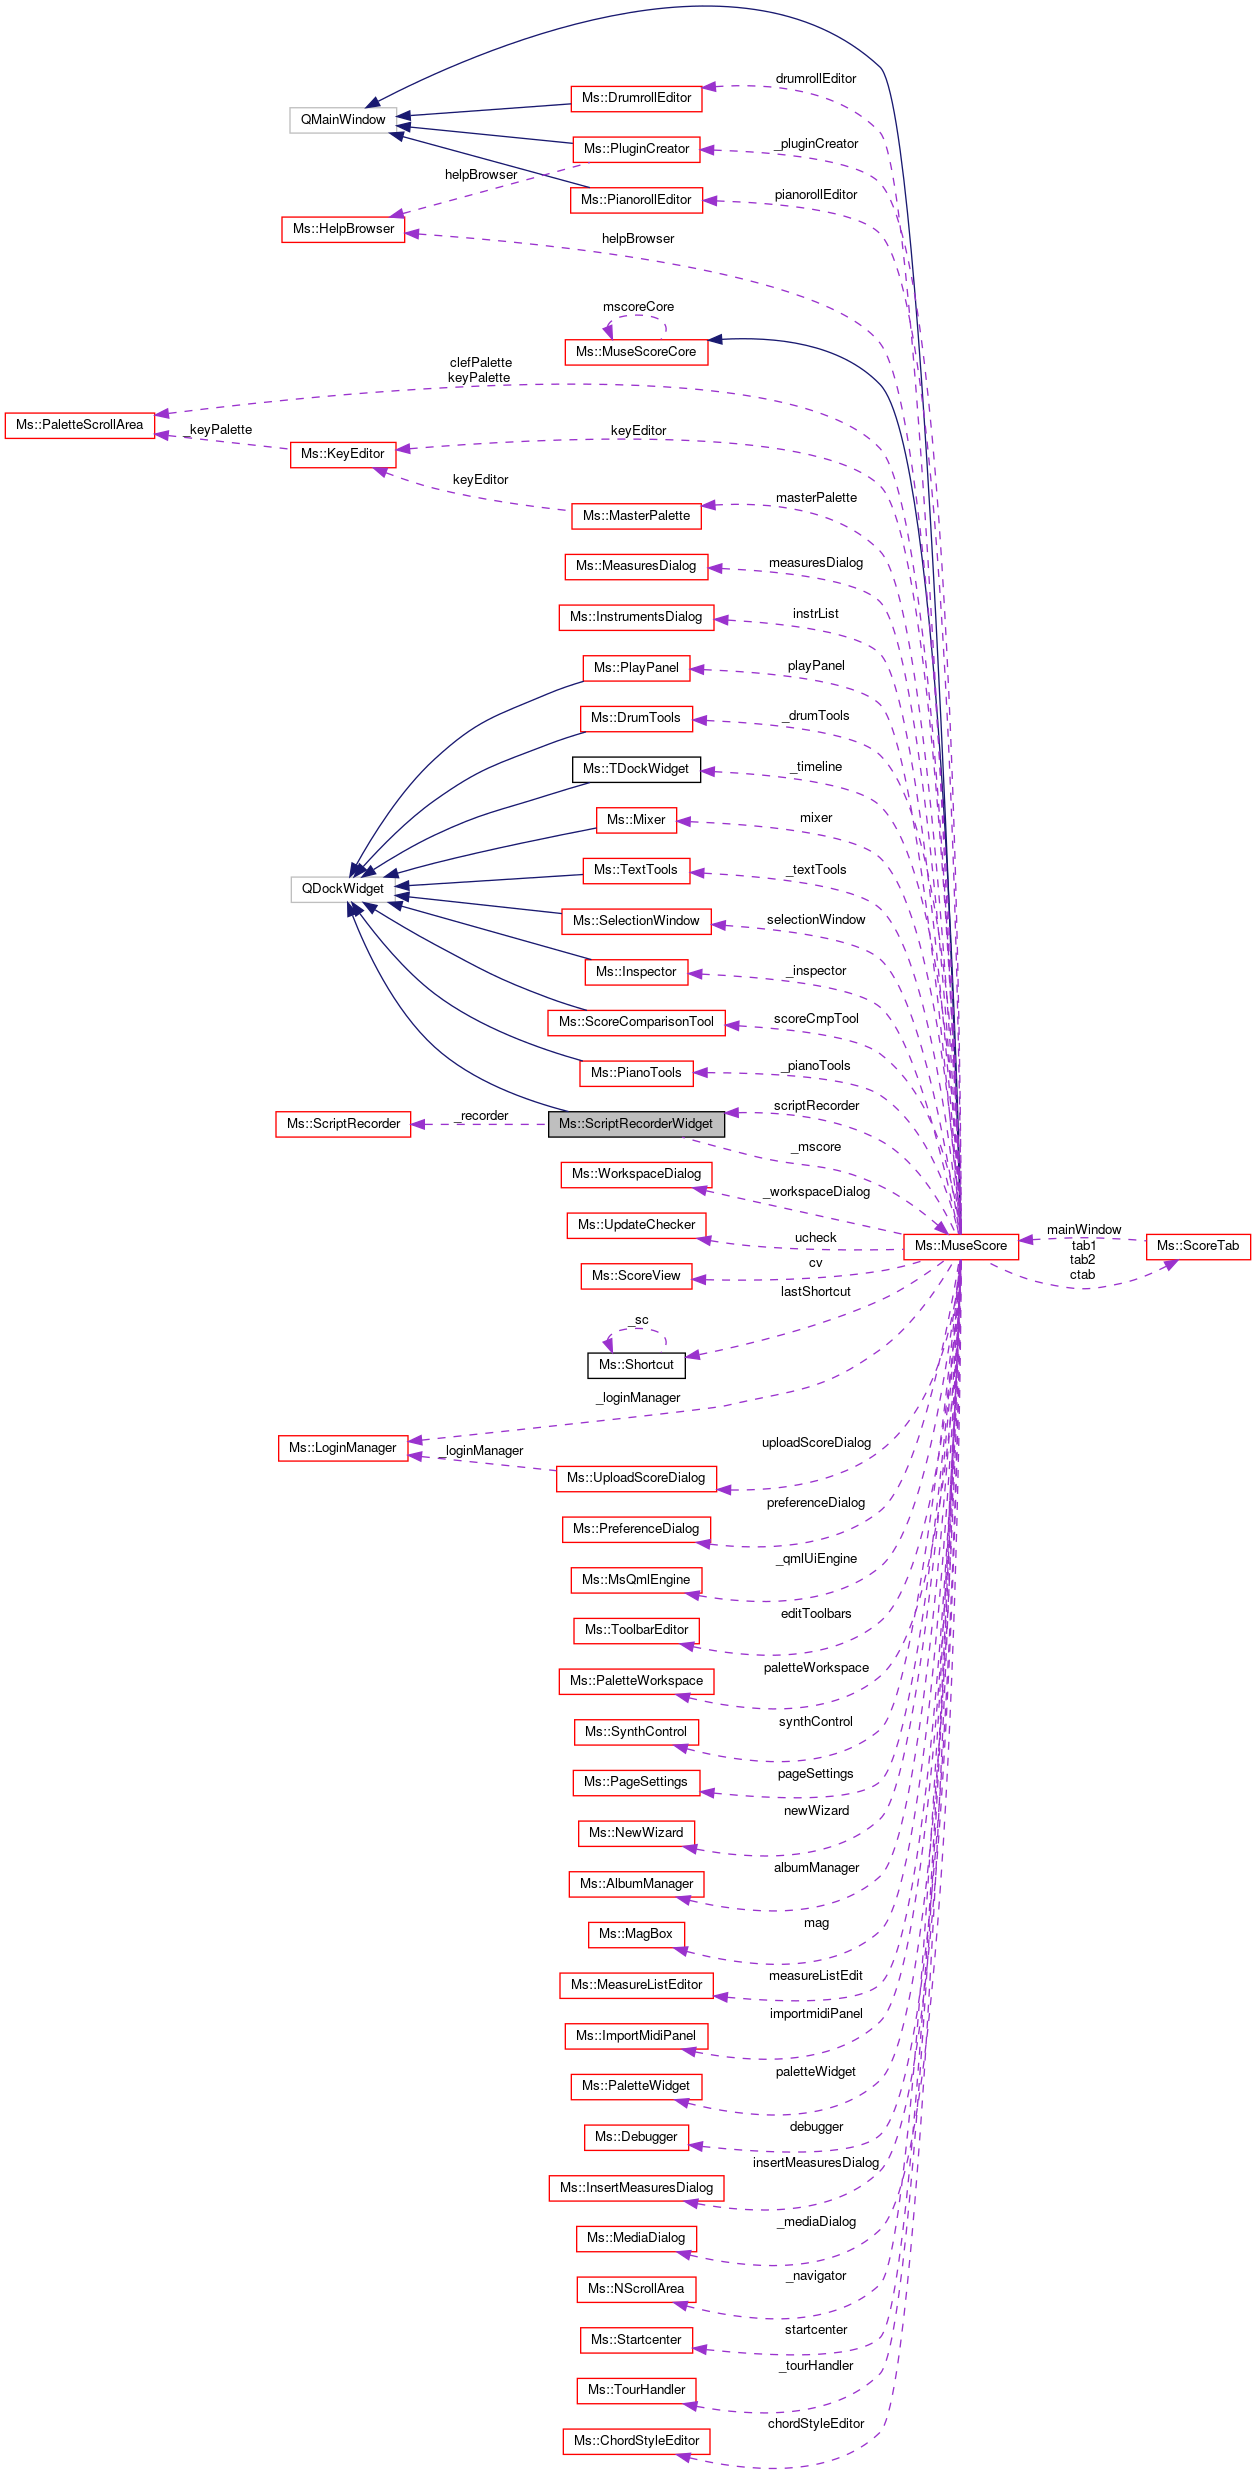 drumrollEditor
Ms::DrumrollEditor
QMainWindow
_pluginCreator
Ms::PluginCreator
helpBrowser
pianorollEditor
Ms::PianorollEditor
Ms::HelpBrowser
helpBrowser
mscoreCore
Ms::MuseScoreCore
clefPalette
keyPalette
Ms::PaletteScrollArea
_keyPalette
keyEditor
Ms::KeyEditor
keyEditor
masterPalette
Ms::MasterPalette
measuresDialog
Ms::MeasuresDialog
instrList
Ms::InstrumentsDialog
playPanel
Ms::PlayPanel
_drumTools
Ms::DrumTools
_timeline
Ms::TDockWidget
mixer
Ms::Mixer
_textTools
Ms::TextTools
QDockWidget
selectionWindow
Ms::SelectionWindow
_inspector
Ms::Inspector
scoreCmpTool
Ms::ScoreComparisonTool
_pianoTools
Ms::PianoTools
scriptRecorder
Ms::ScriptRecorder
_recorder
Ms::ScriptRecorderWidget
_mscore
Ms::WorkspaceDialog
_workspaceDialog
Ms::UpdateChecker
ucheck
Ms::MuseScore
mainWindow
tab1
tab2
ctab
Ms::ScoreTab
cv
Ms::ScoreView
lastShortcut
_sc
Ms::Shortcut
_loginManager
Ms::LoginManager
_loginManager
uploadScoreDialog
Ms::UploadScoreDialog
preferenceDialog
Ms::PreferenceDialog
_qmlUiEngine
Ms::MsQmlEngine
editToolbars
Ms::ToolbarEditor
paletteWorkspace
Ms::PaletteWorkspace
synthControl
Ms::SynthControl
pageSettings
Ms::PageSettings
newWizard
Ms::NewWizard
albumManager
Ms::AlbumManager
mag
Ms::MagBox
measureListEdit
Ms::MeasureListEditor
importmidiPanel
Ms::ImportMidiPanel
paletteWidget
Ms::PaletteWidget
debugger
Ms::Debugger
insertMeasuresDialog
Ms::InsertMeasuresDialog
_mediaDialog
Ms::MediaDialog
_navigator
Ms::NScrollArea
startcenter
Ms::Startcenter
_tourHandler
Ms::TourHandler
chordStyleEditor
Ms::ChordStyleEditor